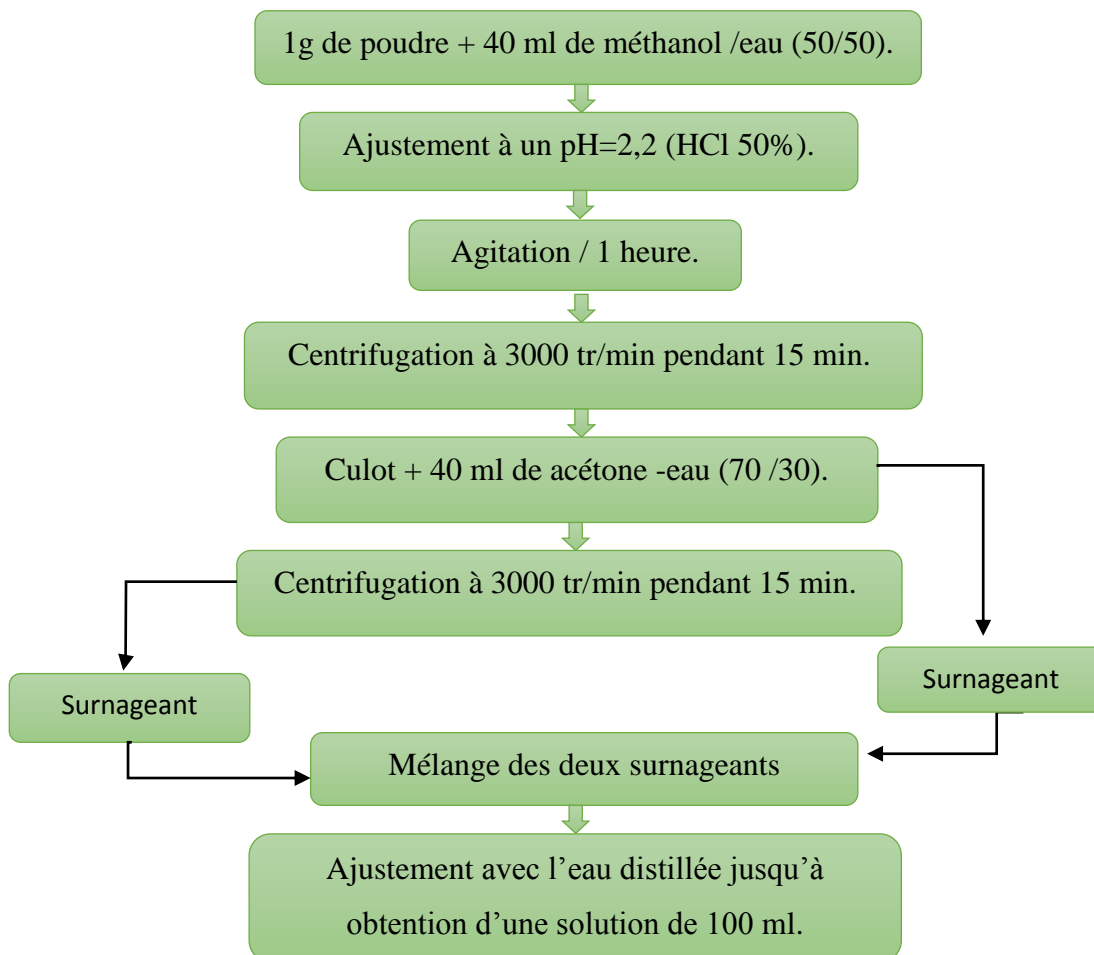 1g de poudre + 40 ml de méthanol /eau (50/50).
Ajustement à un pH=2,2 (HCl 50%).
Agitation / 1 heure.
Centrifugation à 3000 tr/min pendant 15 min.
Culot + 40 ml de acétone -eau (70 /30).
Centrifugation à 3000 tr/min pendant 15 min.
Surnageant
Surnageant
Mélange des deux surnageants
Ajustement avec l’eau distillée jusqu’à
obtention d’une solution de 100 ml.